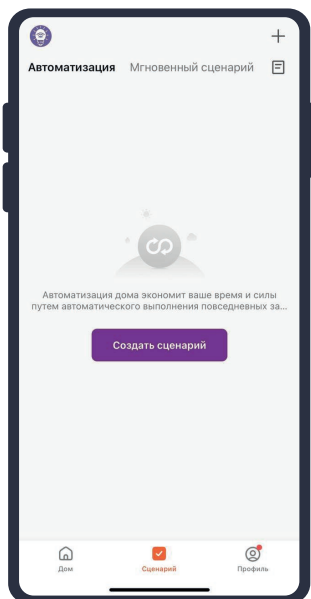 Автоматизация Мгновенный сценарий
Автоматизация дома экономит ваше время и силы
путем автоматического выполнения повседневных за...
Создать сценарий
Дом Сценарий Профиль